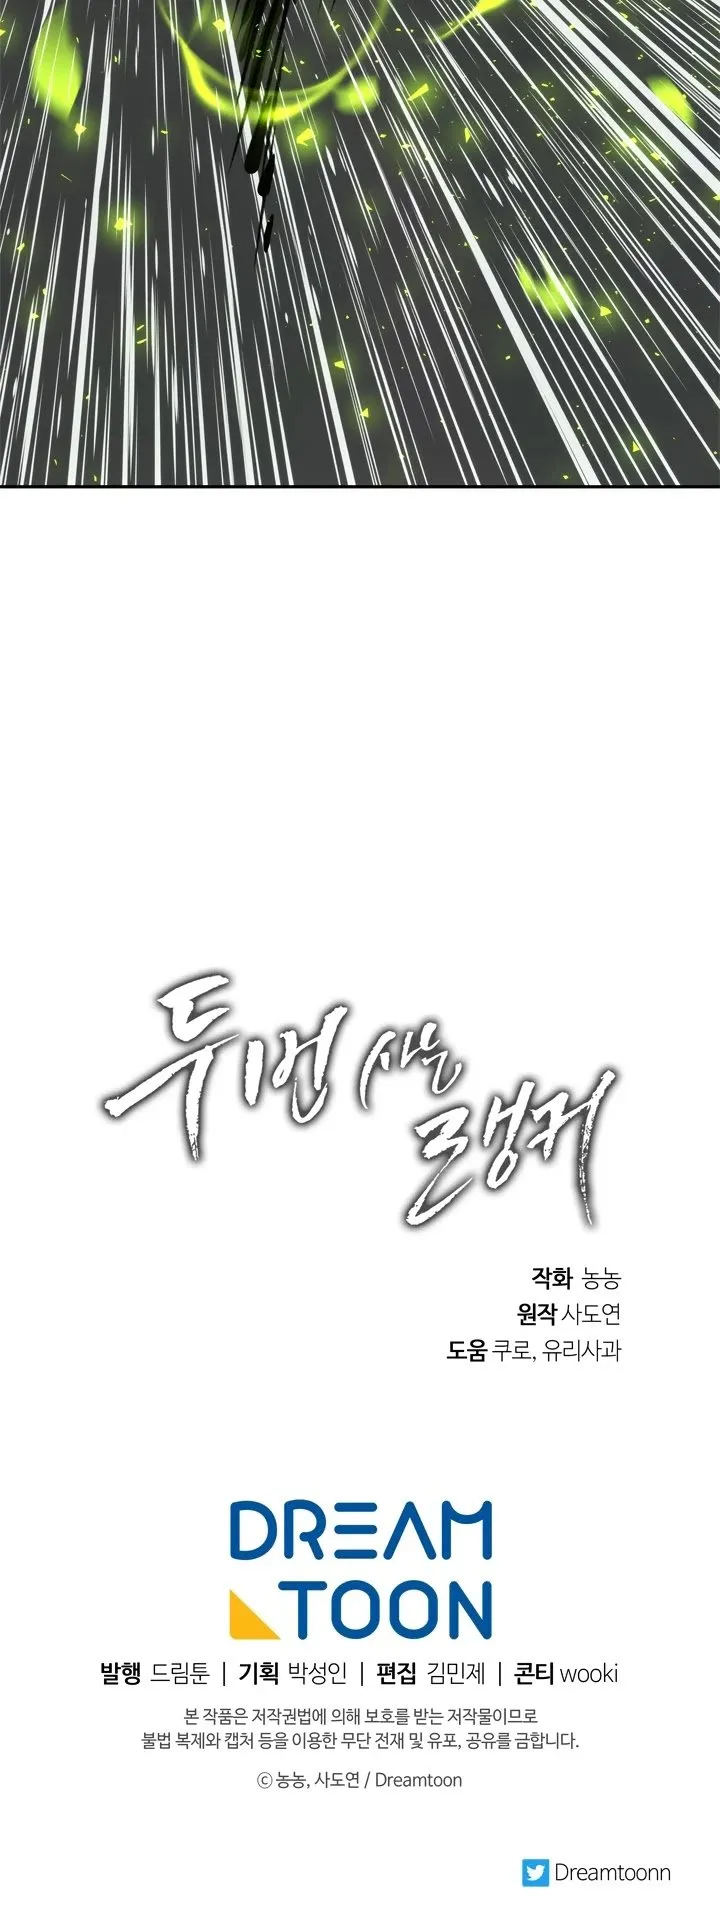 두번 사는
랭커
작화 농농
원작 사도연
도움 쿠로, 유리사과
DREAM
TOON
발행 드림툰 | 기획 박성인 | 편집 김민제 | 콘티 wooki
본 작품은 저작권법에 의해 보호를 받는 저작물이므로
불법 복제와 캡처 등을 이용한 무단 전재 및 유포, 공유를 금합니다.
ⓒ 농농, 사도연 / Dreamtoon
Dreamtoonn